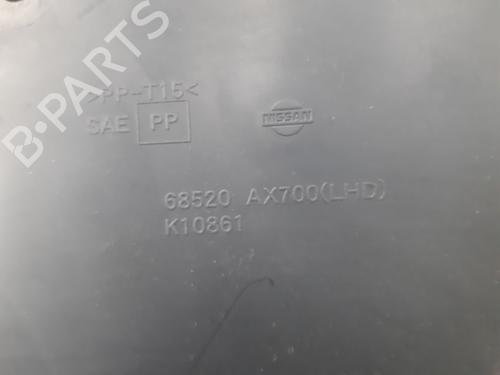 B-PARTS
>PP-T15<
SAE PP
NISSAN
68520 AX700(LHD)
K10861